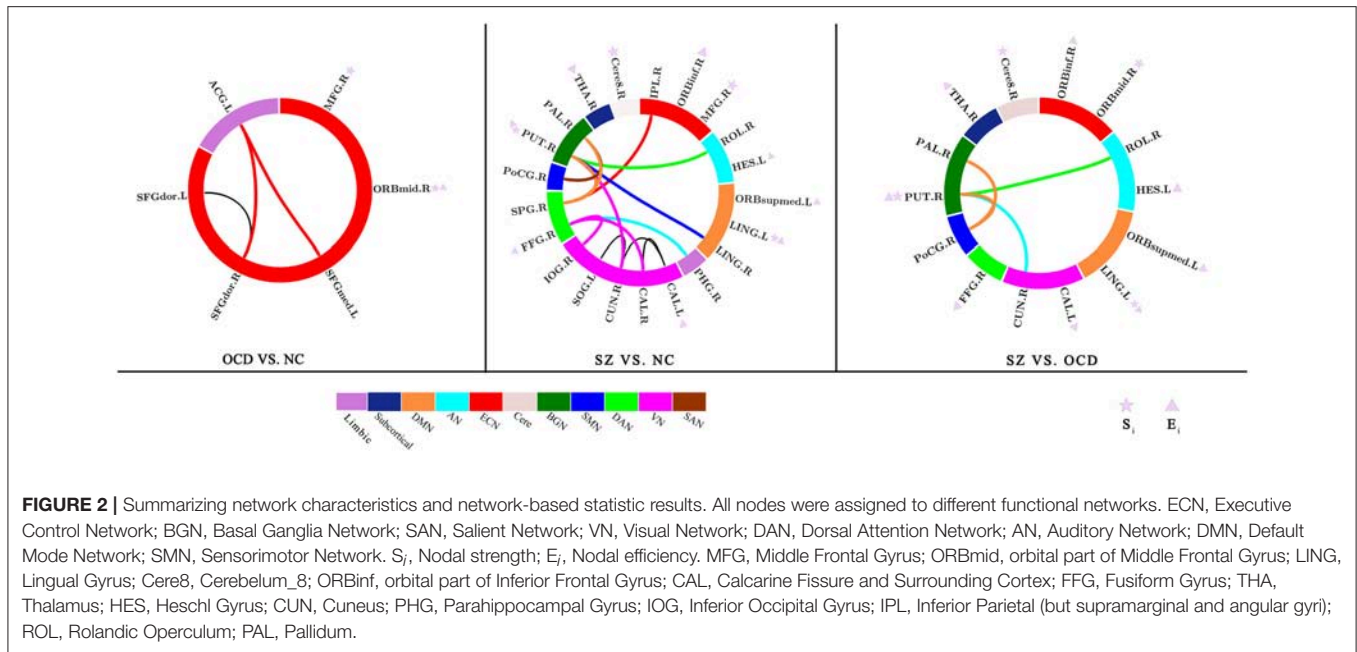 ACG.L
MFG.R
SFGdor.L
ORBmid.R
SFGdor.R
SFGmed.L
OCD VS. NC
Cere8.R
IPL.R
ORBinf.R
MFG.R
THA.R
PAL.R
ROL.R
PUT.R
HES.L
PoCG.R
ORBsupmed.L
SPG.R
LING.L
FFG.R
LING.R
IOG.R
PHG.R
SOG.L
CUN.R
CAL.R
CAL.L
SZ VS. NC
Cere8.R
ORBinf.R
ORBmid.R
THA.R
PAL.R
ROL.R
PUT.R
HES.L
PoCG.R
ORBsupmed.L
FFG.R
LING.L
CUN.R
CAL.L
SZ VS. OCD
Limbic
Subcortical
DMN
AN
ECN
Cere
BGN
SMN
DAN
VN
SAN
Si Ei
FIGURE 2 | Summarizing network characteristics and network-based statistic results. All nodes were assigned to different functional networks. ECN, Executive
Control Network; BGN, Basal Ganglia Network; SAN, Salient Network; VN, Visual Network; DAN, Dorsal Attention Network; AN, Auditory Network; DMN, Default
Mode Network; SMN, Sensorimotor Network. Si, Nodal strength; Ei, Nodal efficiency. MFG, Middle Frontal Gyrus; ORBmid, orbital part of Middle Frontal Gyrus; LING,
Lingual Gyrus; Cere8, Cerebelum_8; ORBinf, orbital part of Inferior Frontal Gyrus; CAL, Calcarine Fissure and Surrounding Cortex; FFG, Fusiform Gyrus; THA,
Thalamus; HES, Heschl Gyrus; CUN, Cuneus; PHG, Parahippocampal Gyrus; IOG, Inferior Occipital Gyrus; IPL, Inferior Parietal (but supramarginal and angular gyri);
ROL, Rolandic Operculum; PAL, Pallidum.